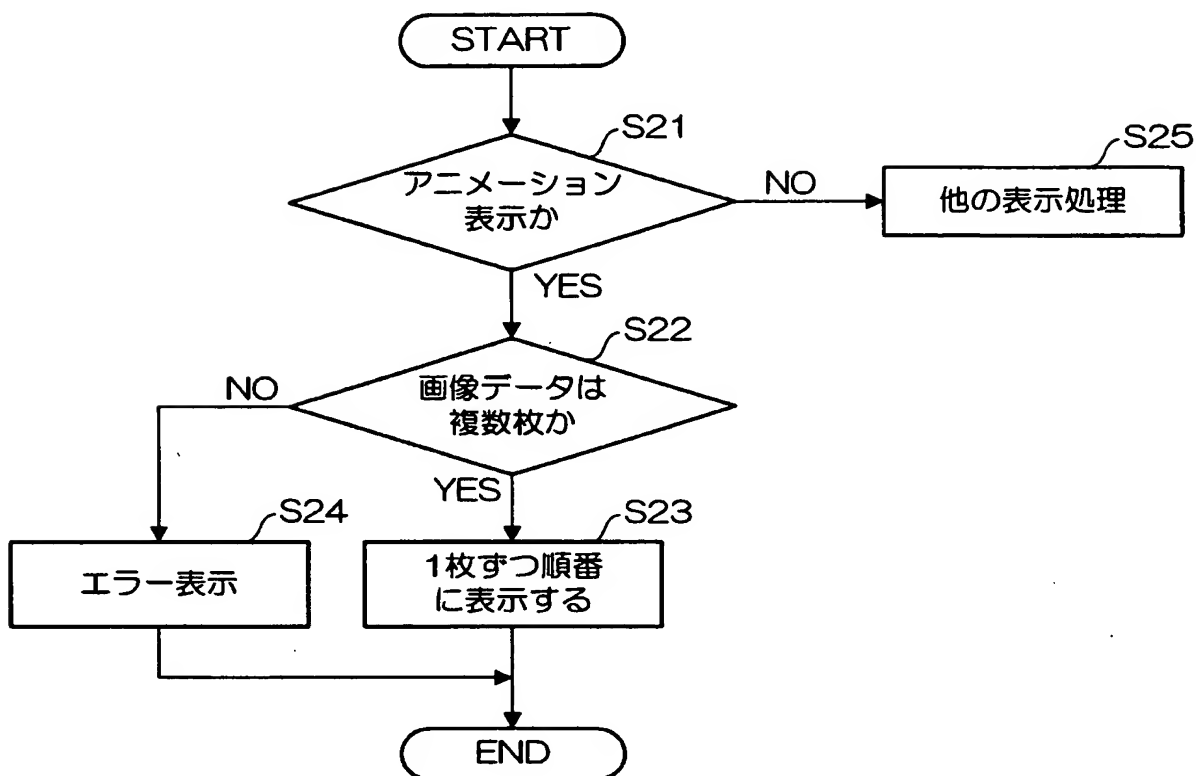 START
S21
アニメーション
表示か
NO
S25
他の表示処理
YES
S22
画像データは
複数枚か
NO
YES
S24
エラー表示
S23
1枚ずつ順番
に表示する
END